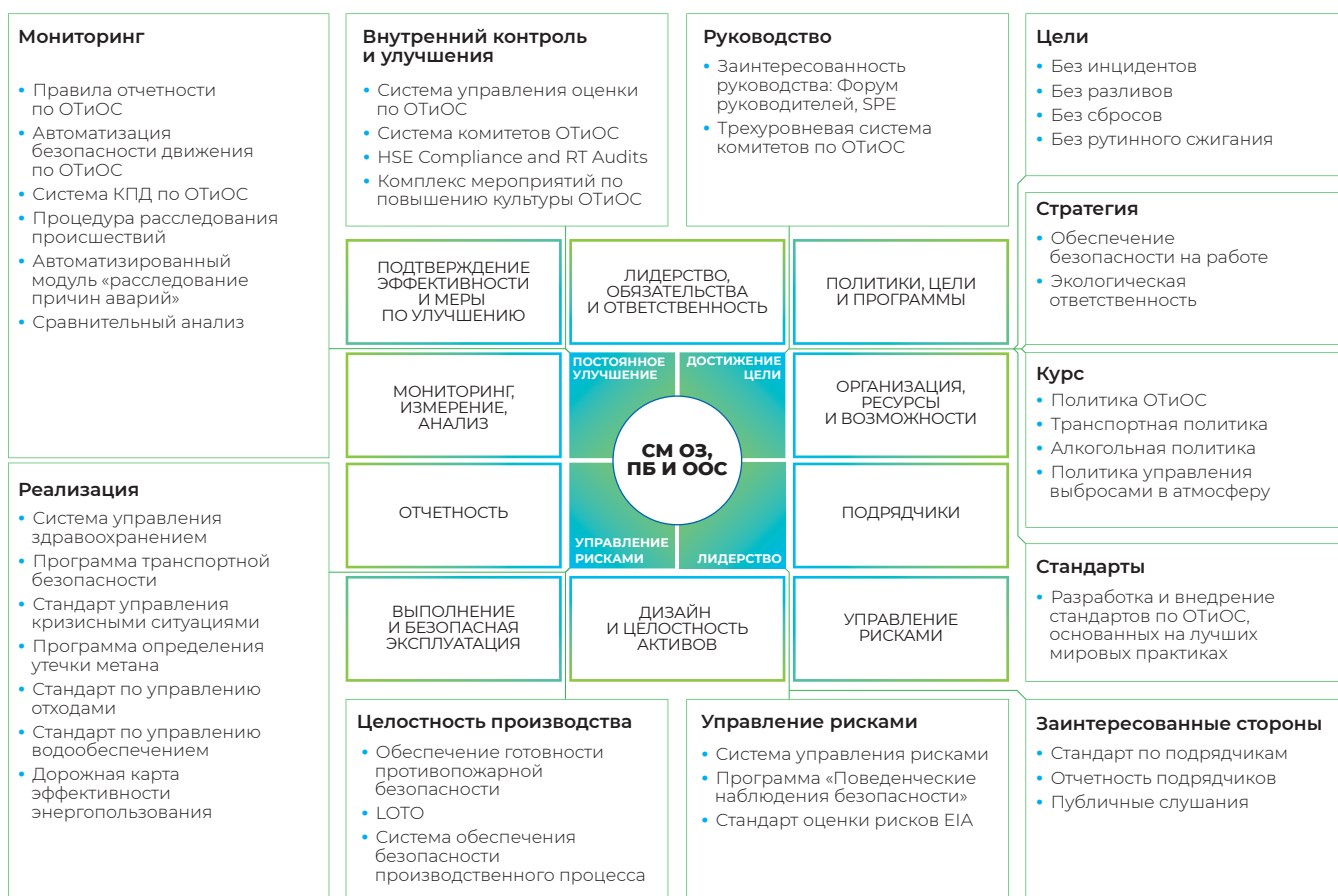 Мониторинг
• Правила отчетности
по ОТиОС
• Автоматизация
безопасности движения
по ОТиОС
• Система КПД по ОТиОС
• Процедура расследования
происшествий
• Автоматизированный
модуль «расследование
причин аварий»
• Сравнительный анализ
Внутренний контроль
и улучшения
• Система управления оценки
по ОТиОС
• Система комитетов ОТиОС
• HSE Compliance and RT Audits
• Комплекс мероприятий по
повышению культуры ОТиОС
Руководство
• Заинтересованность
руководства: Форум
руководителей, SPE
• Трехуровневая система
комитетов по ОТиОС
Цели
• Без инцидентов
• Без разливов
• Без сбросов
• Без рутинного сжигания
Стратегия
• Обеспечение
безопасности на работе
• Экологическая
ответственность
Курс
• Политика ОТиОС
• Транспортная политика
• Алкогольная политика
• Политика управления
выбросами в атмосферу
Стандарты
• Разработка и внедрение
стандартов по ОТиОС,
основанных на лучших
мировых практиках
ПОДТВЕРЖДЕНИЕ
ЭФФЕКТИВНОСТИ
И МЕРЫ
ПО УЛУЧШЕНИЮ
ЛИДЕРСТВО,
ОБЯЗАТЕЛЬСТВА
И ОТВЕТСТВЕННОСТЬ
ПОЛИТИКИ, ЦЕЛИ
И ПРОГРАММЫ
МОНИТОРИНГ,
ИЗМЕРЕНИЕ,
АНАЛИЗ
ПОСТОЯННОЕ
УЛУЧШЕНИЕ
ДОСТИЖЕНИЕ
ЦЕЛИ
СМ ОЗ,
ПБ И ООС
УПРАВЛЕНИЕ
РИСКАМИ
ЛИДЕРСТВО
ОРГАНИЗАЦИЯ,
РЕСУРСЫ
И ВОЗМОЖНОСТИ
ОТЧЕТНОСТЬ
ПОДРЯДЧИКИ
ВЫПОЛНЕНИЕ
И БЕЗОПАСНАЯ
ЭКСПЛУАТАЦИЯ
ДИЗАЙН
И ЦЕЛОСТНОСТЬ
АКТИВОВ
УПРАВЛЕНИЕ
РИСКАМИ
Реализация
• Система управления
здравоохранением
• Программа транспортной
безопасности
• Стандарт управления
кризисными ситуациями
• Программа определения
утечки метана
• Стандарт по управлению
отходами
• Стандарт по управлению
водообеспечением
• Дорожная карта
эффективности
энергопользования
Целостность производства
• Обеспечение готовности
противопожарной
безопасности
• LOTO
• Система обеспечения
безопасности
производственного процесса
Управление рисками
• Система управления рисками
• Программа «Поведенческие
наблюдения безопасности»
• Стандарт оценки рисков EIA
Заинтересованные стороны
• Стандарт по подрядчикам
• Отчетность подрядчиков
• Публичные слушания